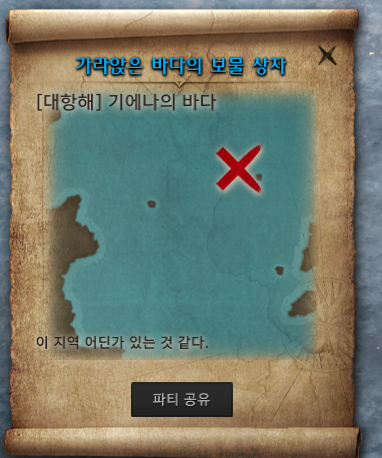 가라앉은 바다의 보물 상자
[대항해] 기에나의 바다
이 지역 어딘가 있는 것 같다.
파티 공유